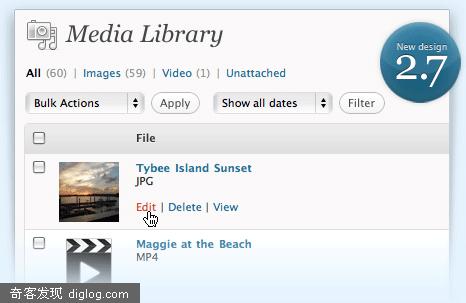 Media Library
New design
2.7
All (60) | Images (59) | Video (1) | Unattached
Bulk Actions Apply Show all dates Filter
File
Tybee Island Sunset
JPG
Edit | Delete | View
Maggie at the Beach
MP4
奇客发现 diglog.com